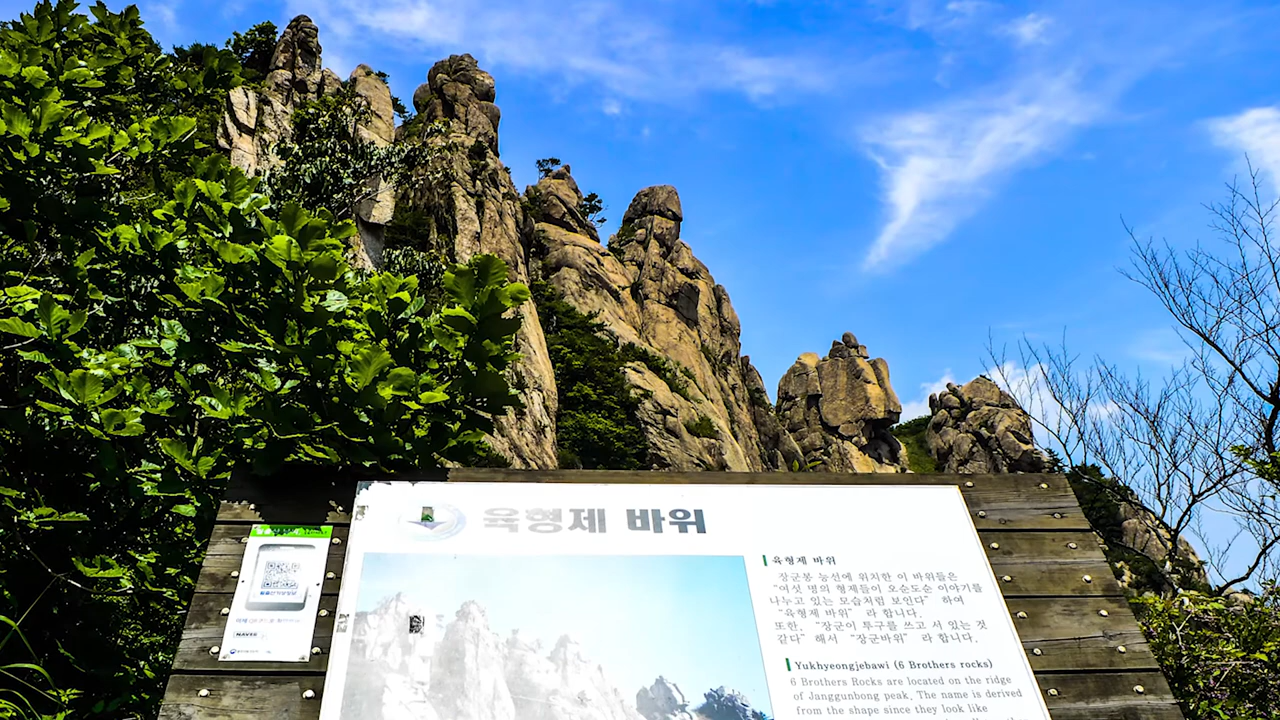 육형제 바위
육형제 바위
장군봉 능선에 위치한 이 바위들은
"여섯 명의 형제들이 오순도순 이야기를
나누고 있는 모습처럼 보인다" 하여
"육형제 바위" 라 합니다.
또한, "장군이 투구를 쓰고 서 있는 것
같다" 해서 "장군바위" 라 합니다.
Yukhyeongjebawi (6 Brothers rocks)
6 Brothers Rocks are located on the ridge
of Janggunbong peak. The name is derived
from the shape since they look like
NAVER